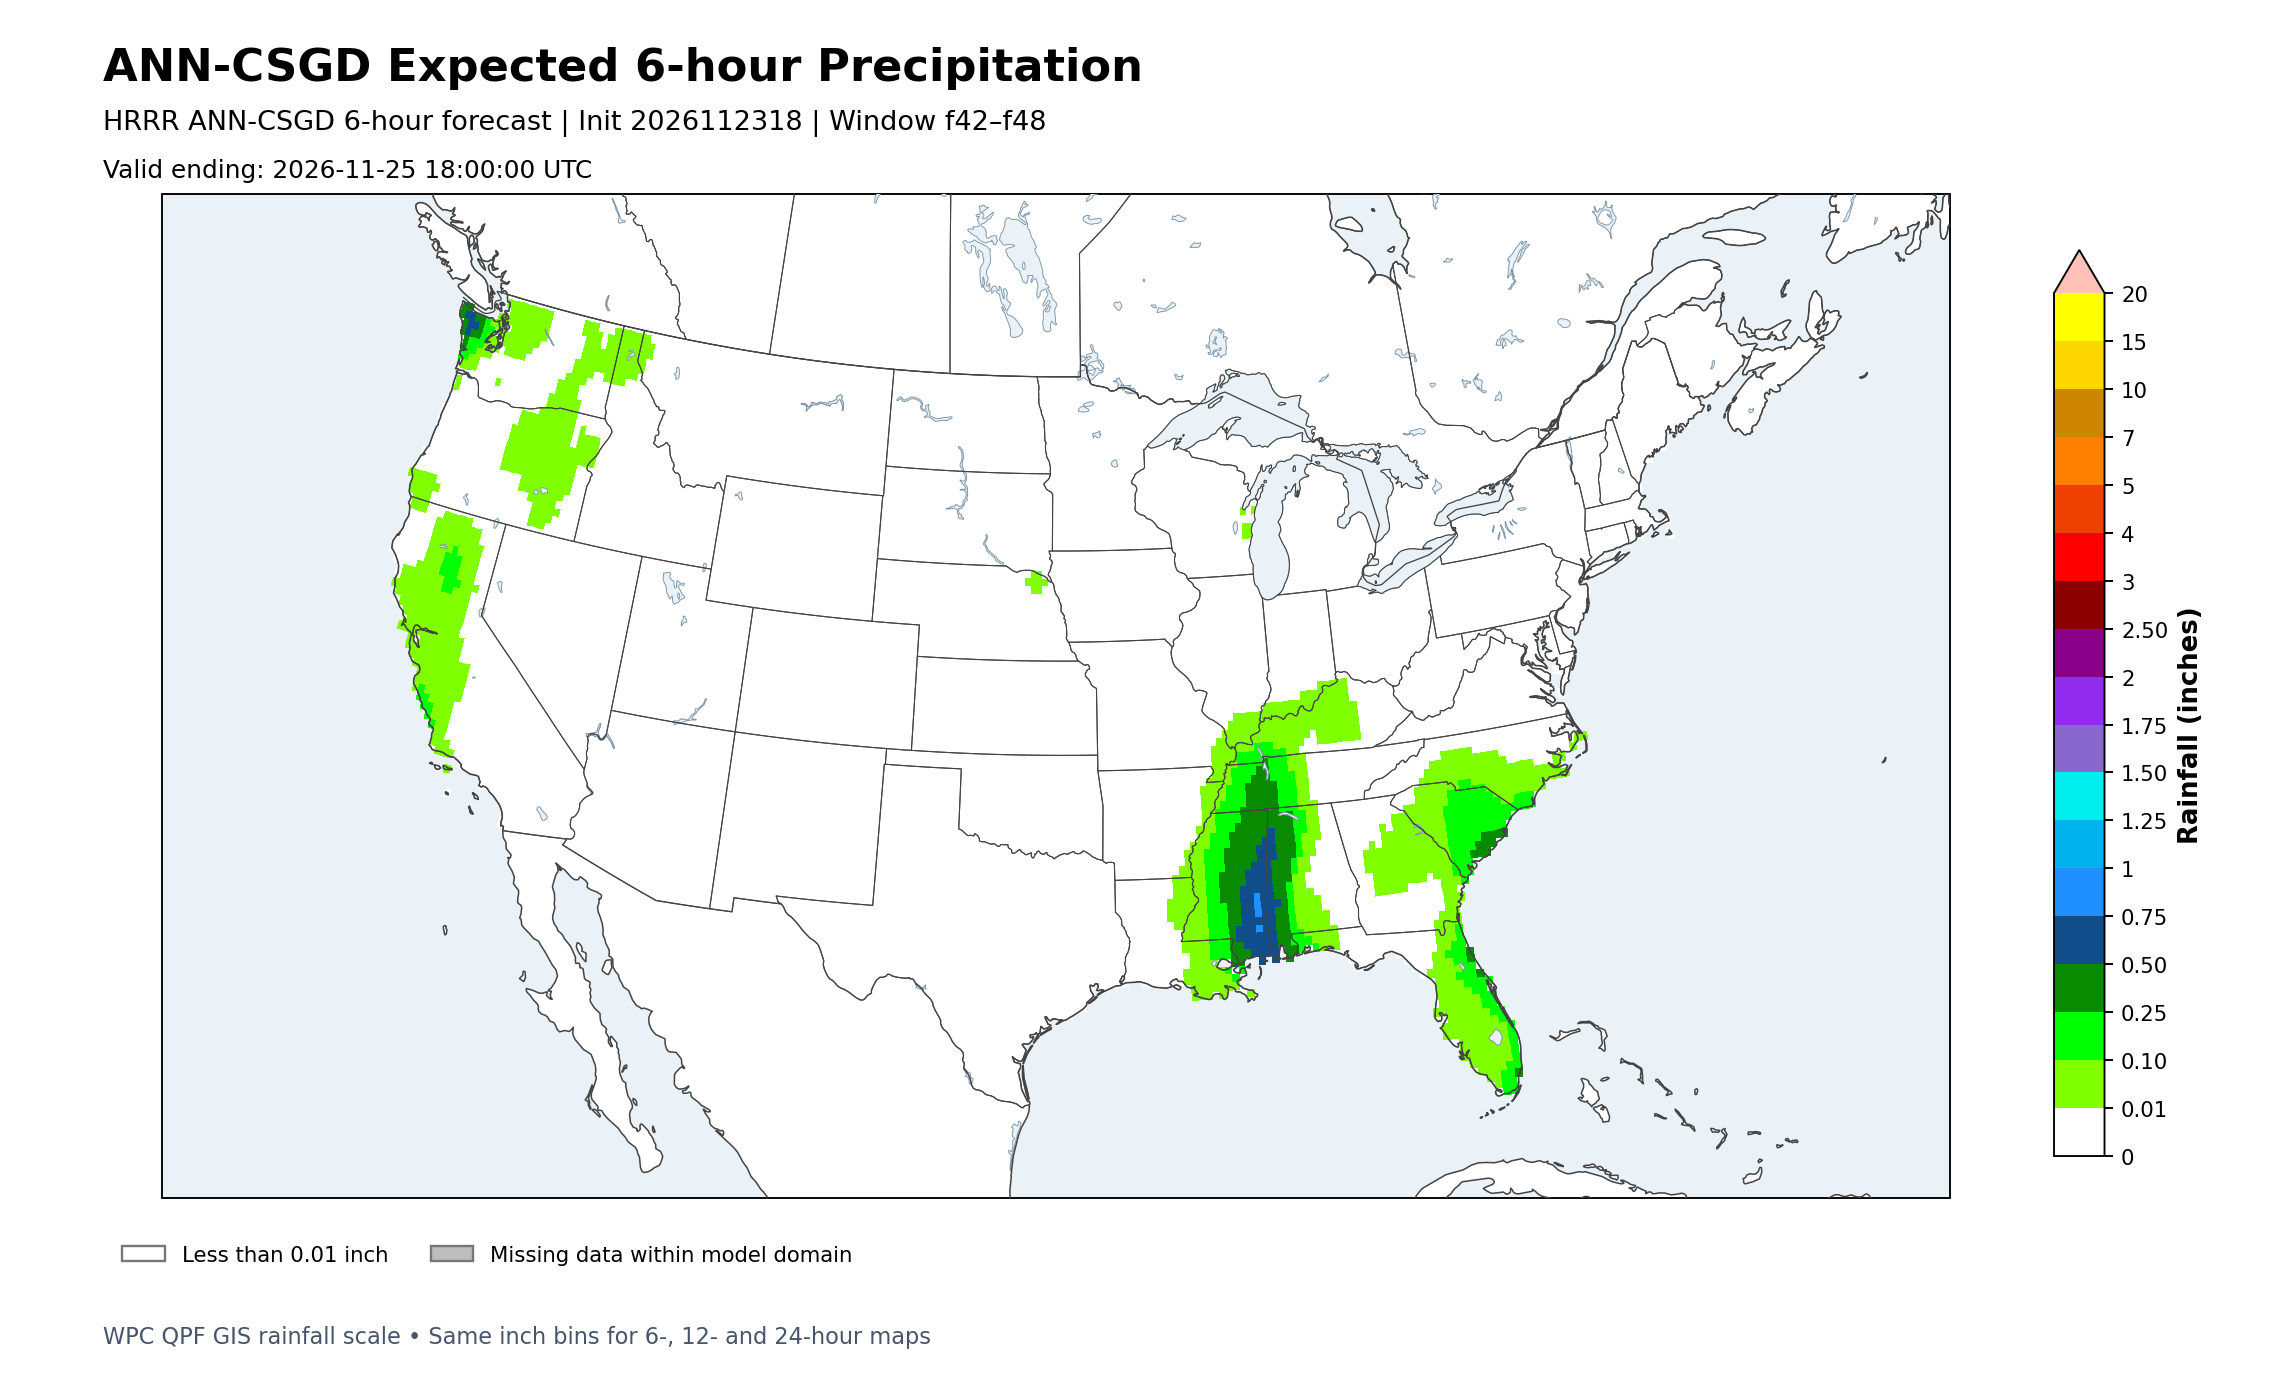 ANN-CSGD Expected 6-hour Precipitation
HRRR ANN-CSGD 6-hour forecast | Init 2026112318 | Window f42–f48
Valid ending: 2026-11-25 18:00:00 UTC
20
15
10
7
5
4
3
2.50
2
1.75
1.50
1.25
1
0.75
0.50
0.25
0.10
0.01
0
Rainfall (inches)
Less than 0.01 inch
Missing data within model domain
WPC QPF GIS rainfall scale • Same inch bins for 6-, 12- and 24-hour maps